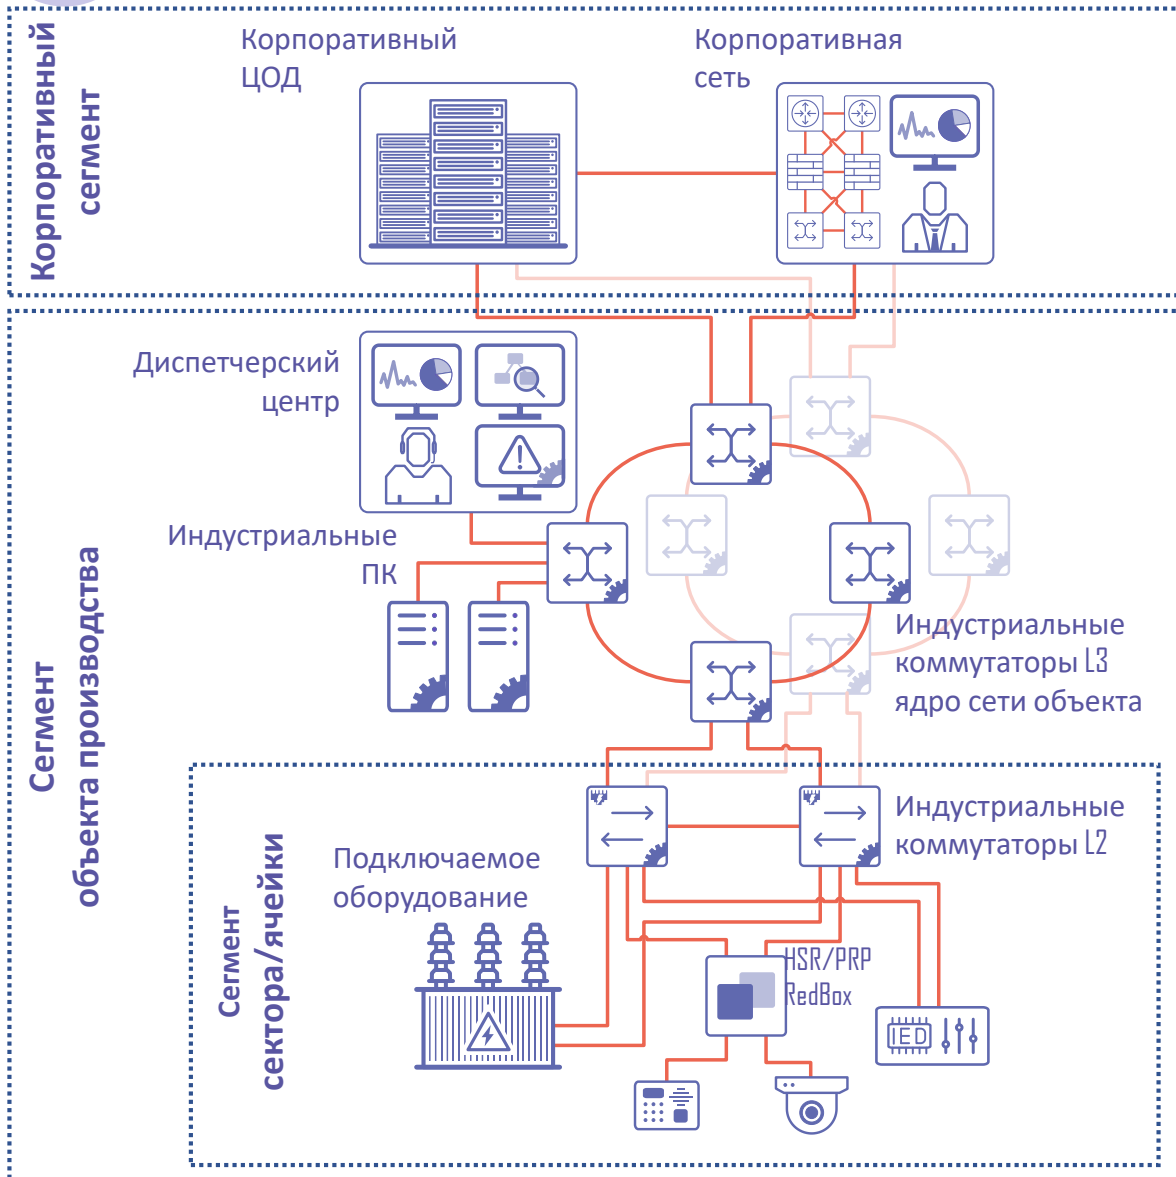 Корпоративный
сегмент
Корпоративный
ЦОД
Корпоративная
сеть
Сегмент
объекта производства
Диспетчерский
центр
Индустриальные
ПК
Индустриальные
коммутаторы L3
ядро сети объекта
Сегмент
сектора/ячейки
Индустриальные
коммутаторы L2
Подключаемое
оборудование
HSR/PRP
RedBox
IED